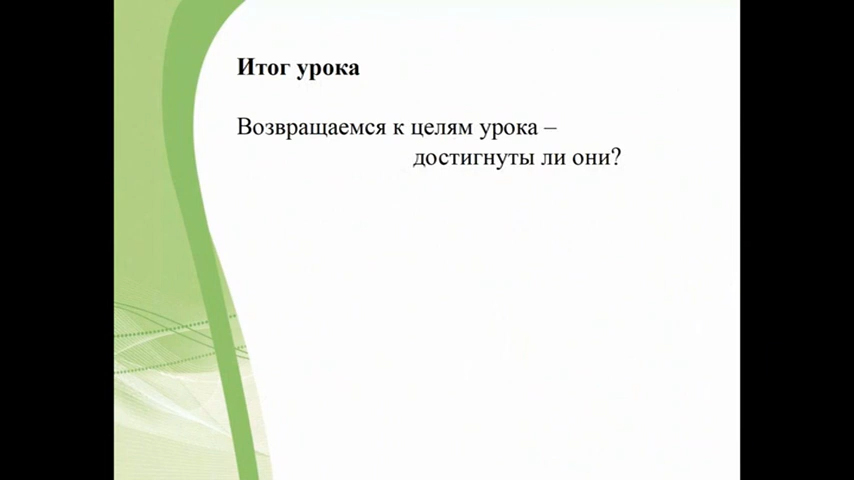 Итог урока
Возвращаемся к целям урока –
достигнуты ли они?